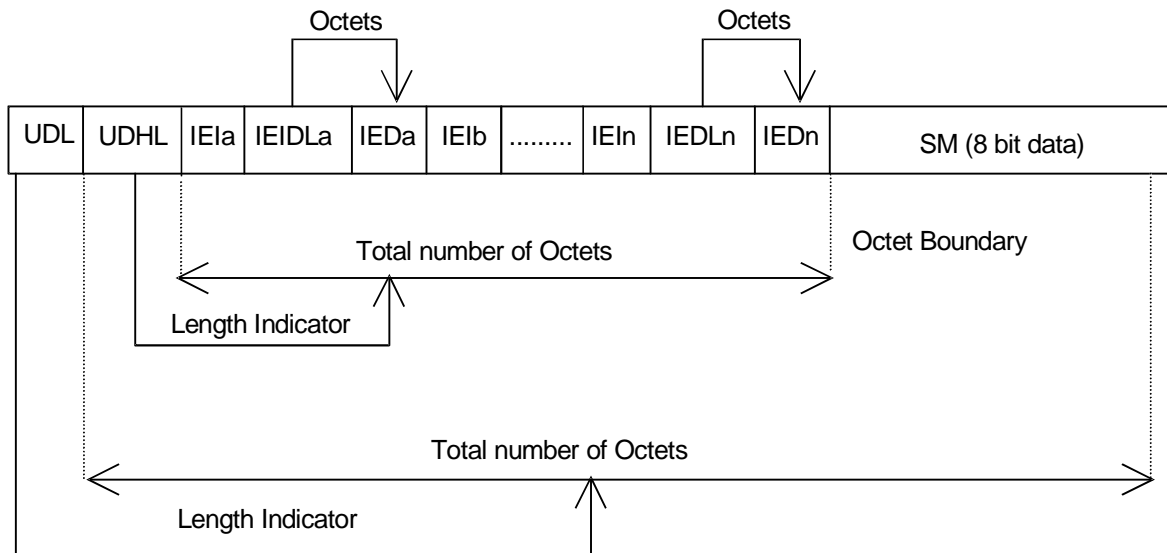 Octets Octets
UDL UDHL IEIa IEIDLa IEDa IEIb ......... IEIn IEDLn IEDn SM (8 bit data)
Octet Boundary
Total number of Octets
Length Indicator
Total number of Octets
Length Indicator